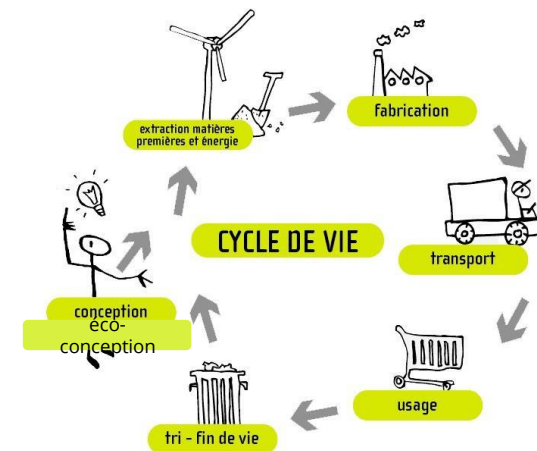 extraction matières
premières et énergie
fabrication
CYCLE DE VIE
transport
conception
éco-
conception
usage
tri - fin de vie